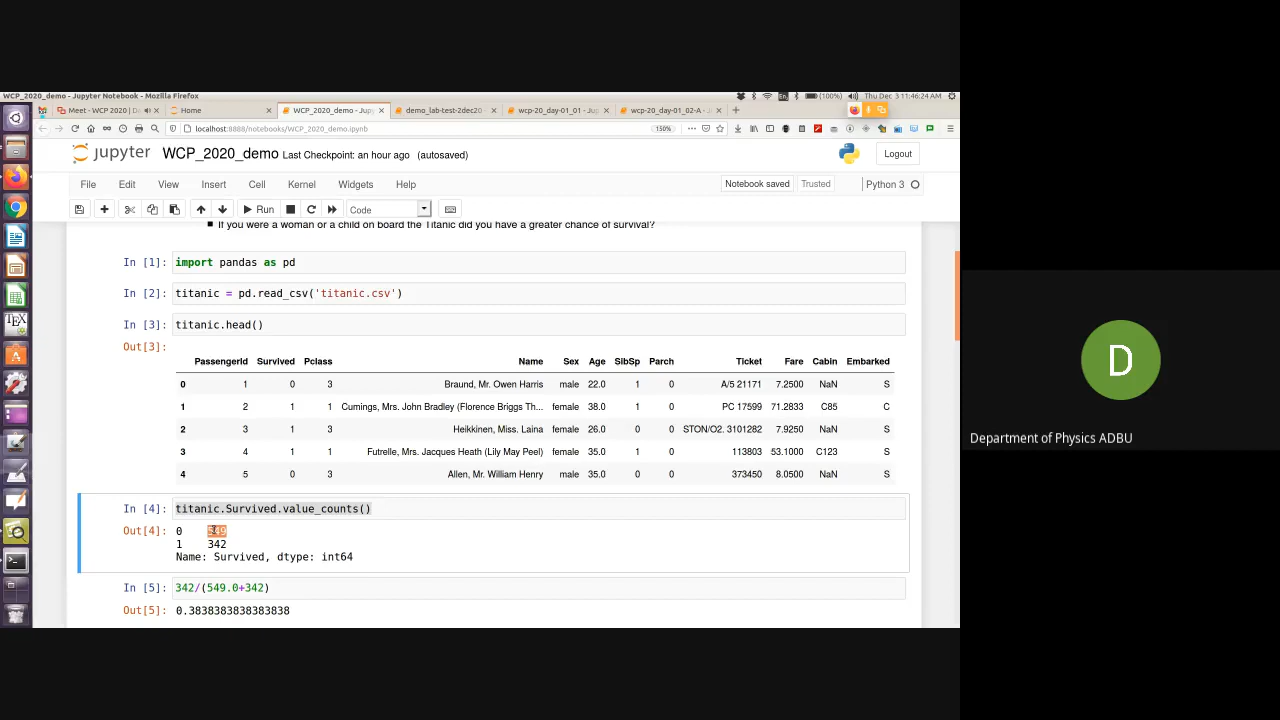 WCP_2020_demo - Jupyter Notebook - Mozilla Firefox
(100%) Thu Dec 3 11:46:24 AM
Meet - WCP 2020 | D
Home
WCP_2020_demo - Jup
demo_lab-test-2dec20
wcp-20_day-01_01 - Jup
wcp-20_day-01_02-A
localhost:8888/notebooks/WCP_2020_demo.ipynb
150%
jupyter WCP_2020_demo Last Checkpoint: an hour ago (autosaved)
Logout
File Edit View Insert Cell Kernel Widgets Help
Notebook saved Trusted Python 3
Run Code
If you were a woman or a child on board the Titanic did you have a greater chance of survival?
In [1]: import pandas as pd
In [2]: titanic = pd.read_csv('titanic.csv')
In [3]: titanic.head()
Out[3]:
PassengerId Survived Pclass Name Sex Age SibSp Parch Ticket Fare Cabin Embarked
0 1 0 3 Braund, Mr. Owen Harris male 22.0 1 0 A/5 21171 7.2500 NaN S
1 2 1 1 Cumings, Mrs. John Bradley (Florence Briggs Th... female 38.0 1 0 PC 17599 71.2833 C85 C
2 3 1 3 Heikkinen, Miss. Laina female 26.0 0 0 STON/O2. 3101282 7.9250 NaN S
3 4 1 1 Futrelle, Mrs. Jacques Heath (Lily May Peel) female 35.0 1 0 113803 53.1000 C123 S
4 5 0 3 Allen, Mr. William Henry male 35.0 0 0 373450 8.0500 NaN S
In [4]: titanic.Survived.value_counts()
Out[4]: 0 549
1 342
Name: Survived, dtype: int64
In [5]: 342/(549.0+342)
Out[5]: 0.3838383838383838
D
Department of Physics ADBU